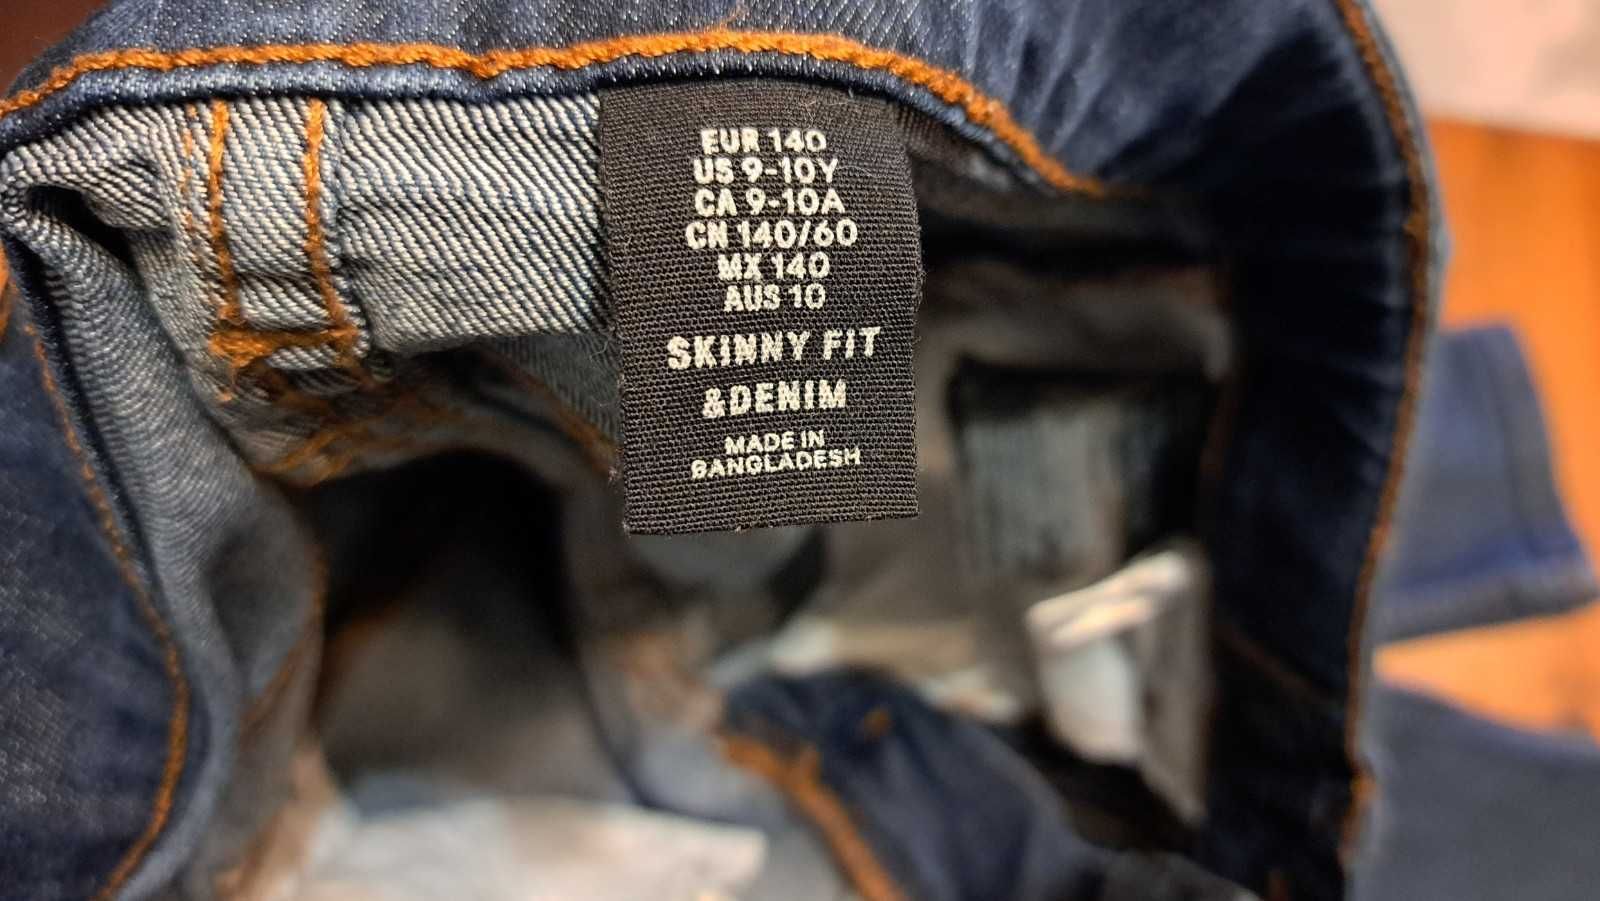 EUR 140
US 9-10Y
CA 9-10A
CN 140/60
MX 140
AUS 10
SKINNY FIT
&DENIM
MADE IN
BANGLADESH